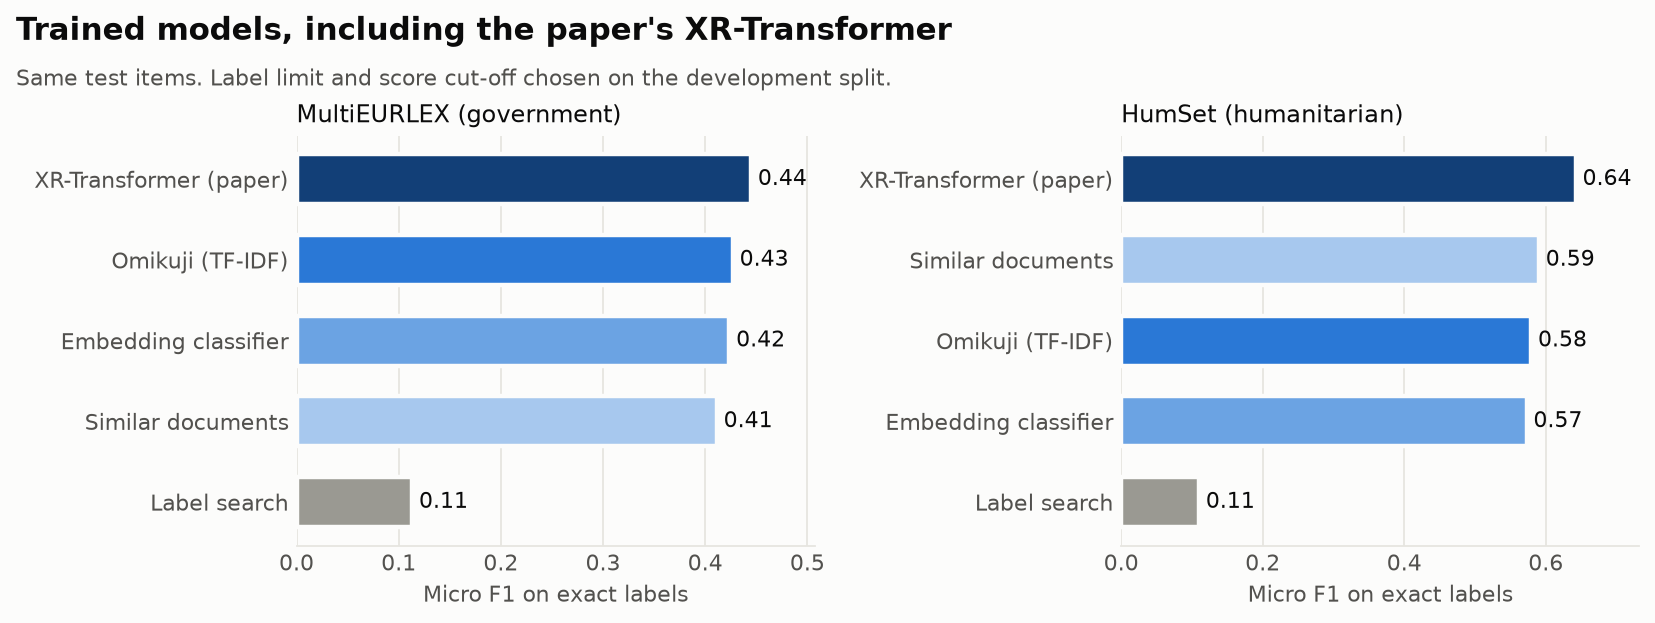 Trained models, including the paper's XR-Transformer
Same test items. Label limit and score cut-off chosen on the development split.
MultiEURLEX (government)
XR-Transformer (paper) 0.44
Omikuji (TF-IDF) 0.43
Embedding classifier 0.42
Similar documents 0.41
Label search 0.11
0.0 0.1 0.2 0.3 0.4 0.5
Micro F1 on exact labels
HumSet (humanitarian)
XR-Transformer (paper) 0.64
Similar documents 0.59
Omikuji (TF-IDF) 0.58
Embedding classifier 0.57
Label search 0.11
0.0 0.2 0.4 0.6
Micro F1 on exact labels